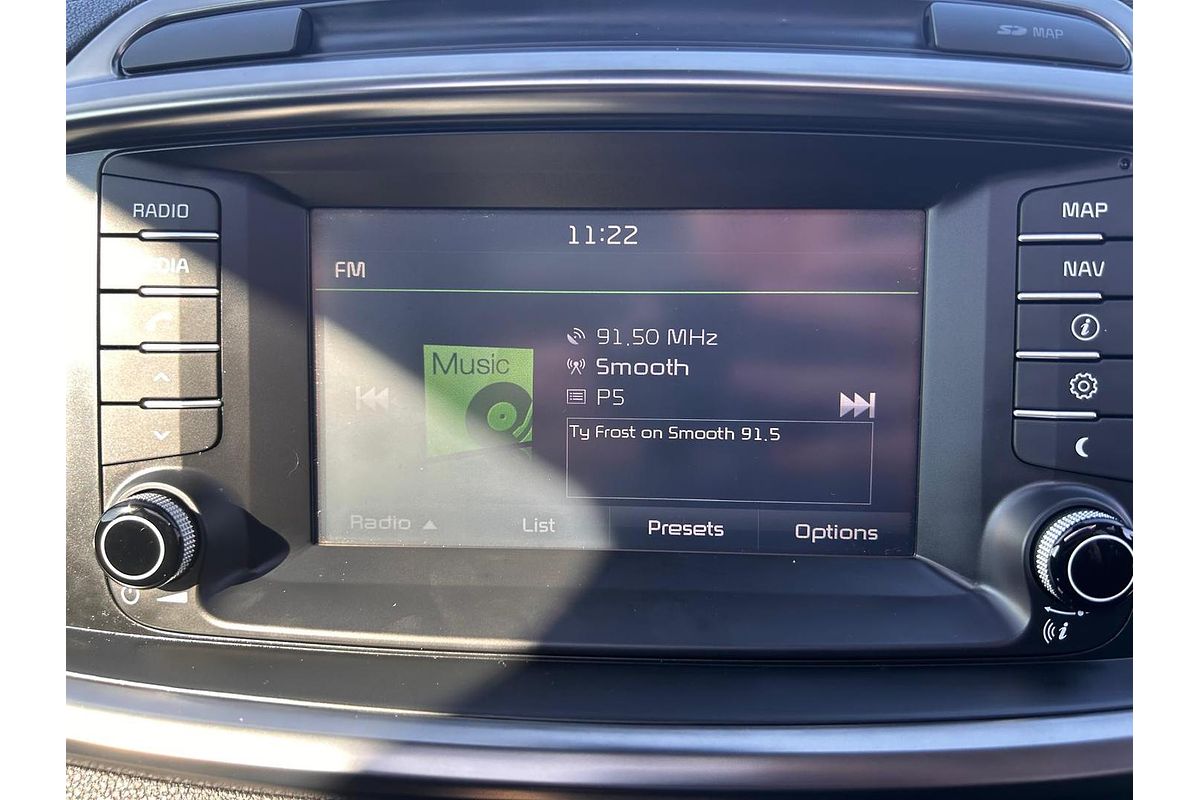 SD MAP
RADIO
MEDIA
MAP
NAV
11:22
FM
91.50 MHz
Smooth
P5
Music
Ty Frost on Smooth 91.5
Radio
List
Presets
Options